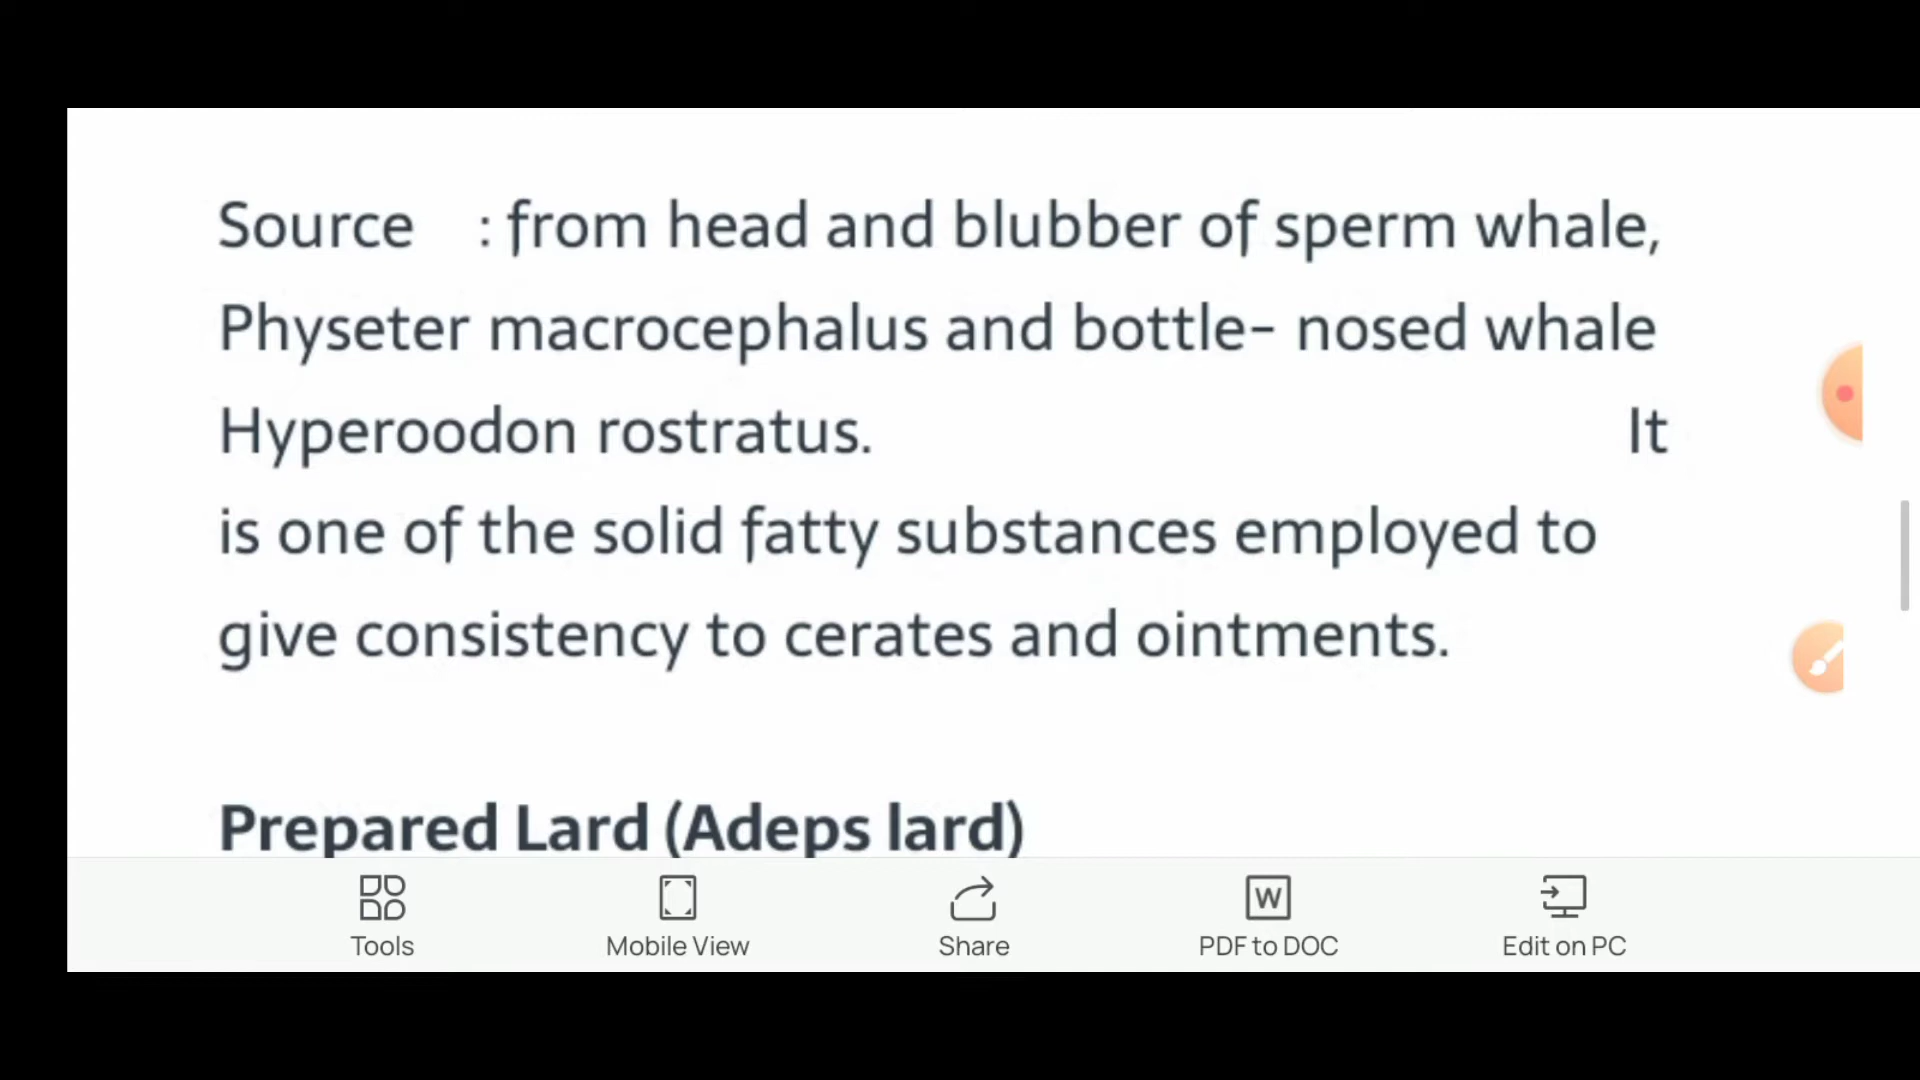 Source : from head and blubber of sperm whale,
Physeter macrocephalus and bottle- nosed whale
Hyperoodon rostratus. It
is one of the solid fatty substances employed to
give consistency to cerates and ointments.
Prepared Lard (Adeps lard)
Tools Mobile View Share PDF to DOC Edit on PC